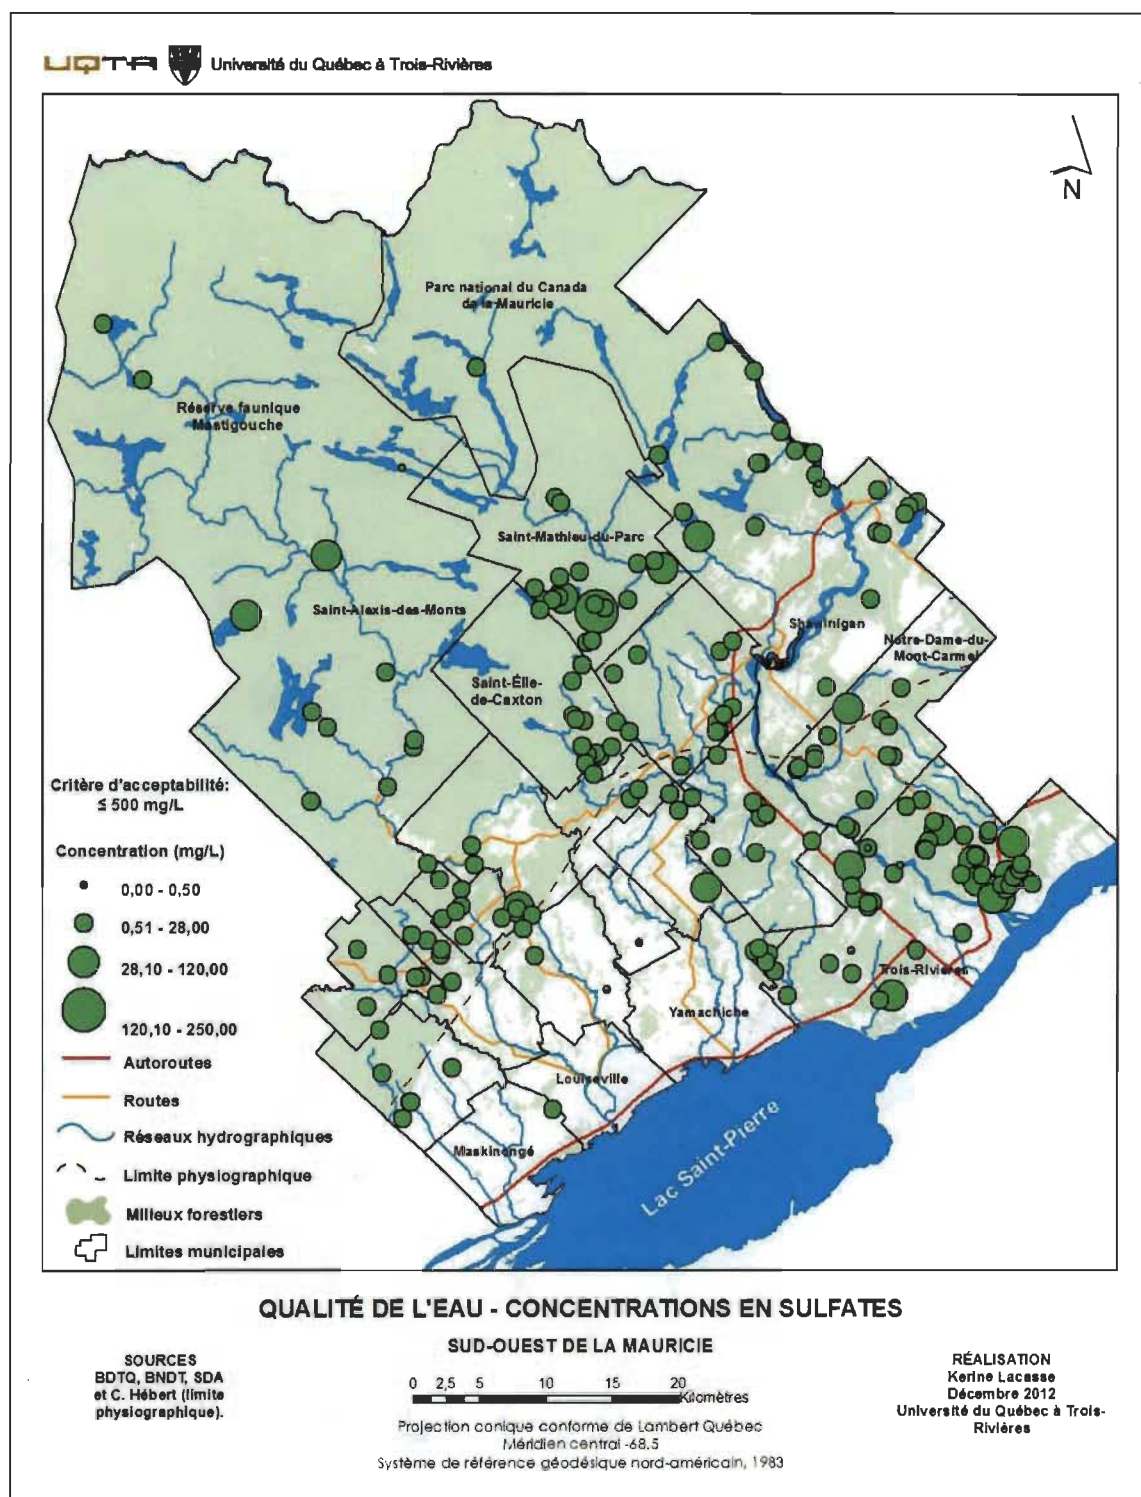 UQTR Université du Québec à Trois-Rivières
N
Parc national du Canada
de la Mauricie
Réserve faunique
Mastigouche
Saint-Mathieu-du-Parc
Saint-Alexis-des-Monts
Shawinigan
Notre-Dame-du-
Mont-Carmel
Saint-Élie-
de-Caxton
Trois-Rivières
Yamachiche
Louiseville
Maskinongé
Lac Saint-Pierre
Critère d'acceptabilité:
≤ 500 mg/L
Concentration (mg/L)
0,00 - 0,50
0,51 - 28,00
28,10 - 120,00
120,10 - 250,00
Autoroutes
Routes
Réseaux hydrographiques
Limite physiographique
Milieux forestiers
Limites municipales
QUALITÉ DE L'EAU - CONCENTRATIONS EN SULFATES
SUD-OUEST DE LA MAURICIE
SOURCES
BDTQ, BNDT, SDA
et C. Hébert (limite
physiographique).
0 2,5 5 10 15 20
Kilomètres
Projection conique conforme de Lambert Québec
Méridien central -68.5
Système de référence géodésique nord-américain, 1983
RÉALISATION
Kerine Lacasse
Décembre 2012
Université du Québec à Trois-
Rivières